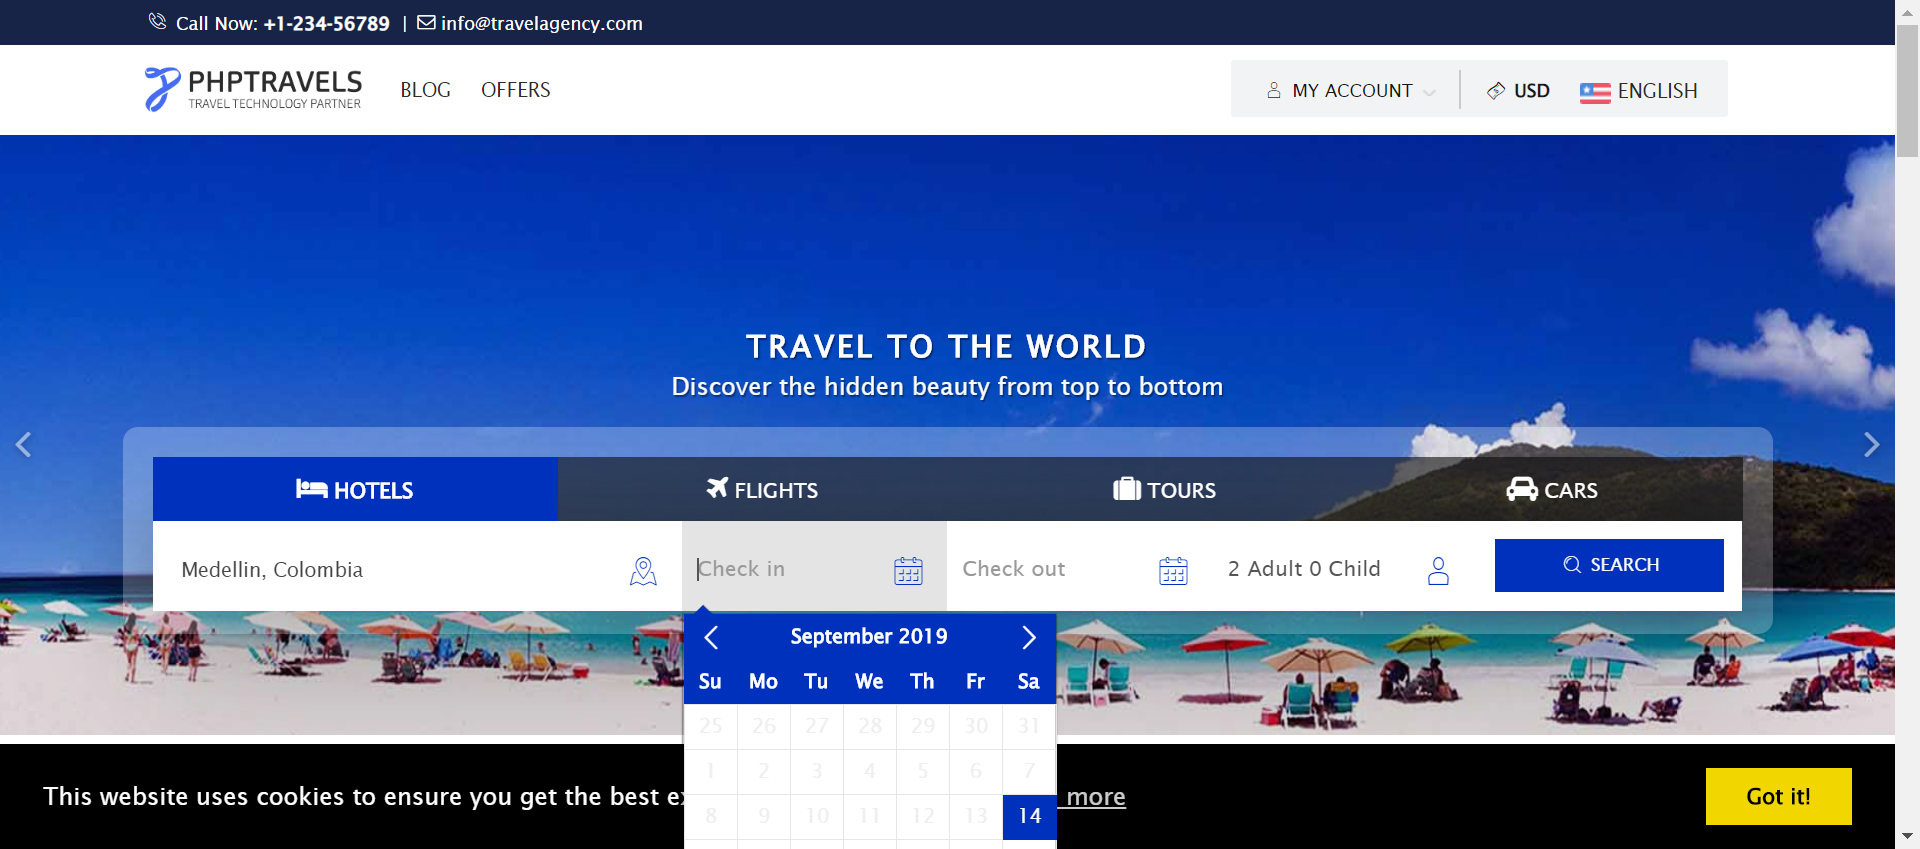 Call Now: +1-234-56789 | info@travelagency.com
PHPTRAVELS
TRAVEL TECHNOLOGY PARTNER
BLOG OFFERS
MY ACCOUNT USD ENGLISH
TRAVEL TO THE WORLD
Discover the hidden beauty from top to bottom
HOTELS FLIGHTS TOURS CARS
Medellin, Colombia Check in Check out 2 Adult 0 Child SEARCH
September 2019
Su Mo Tu We Th Fr Sa
25 26 27 28 29 30 31
1 2 3 4 5 6 7
8 9 10 11 12 13 14
This website uses cookies to ensure you get the best more
Got it!